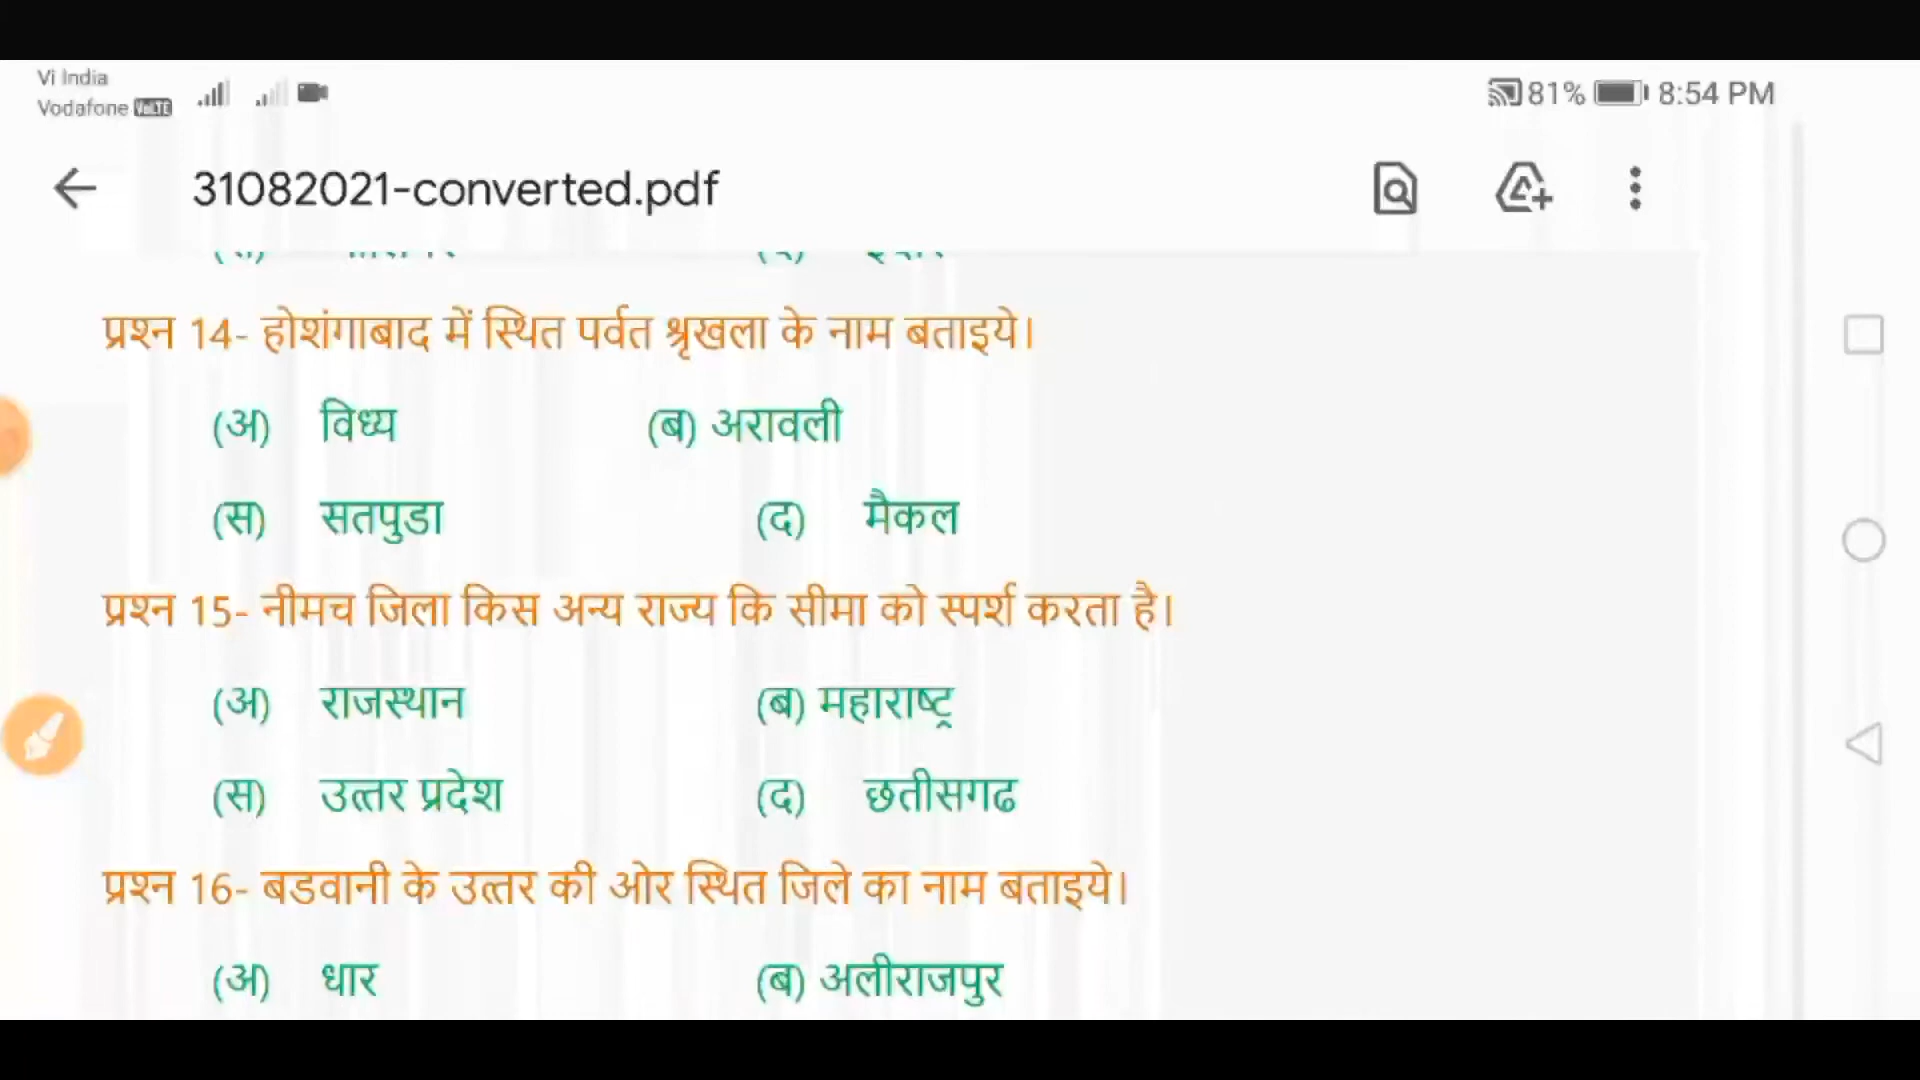 Vi India
Vodafone VoLTE
81% 8:54 PM
31082021-converted.pdf
प्रश्न 14- होशंगाबाद में स्थित पर्वत श्रृखला के नाम बताइये।
(अ) विध्य (ब) अरावली
(स) सतपुडा (द) मैकल
प्रश्न 15- नीमच जिला किस अन्य राज्य कि सीमा को स्पर्श करता है।
(अ) राजस्थान (ब) महाराष्ट्र
(स) उत्तर प्रदेश (द) छतीसगढ
प्रश्न 16- बडवानी के उत्तर की ओर स्थित जिले का नाम बताइये।
(अ) धार (ब) अलीराजपुर